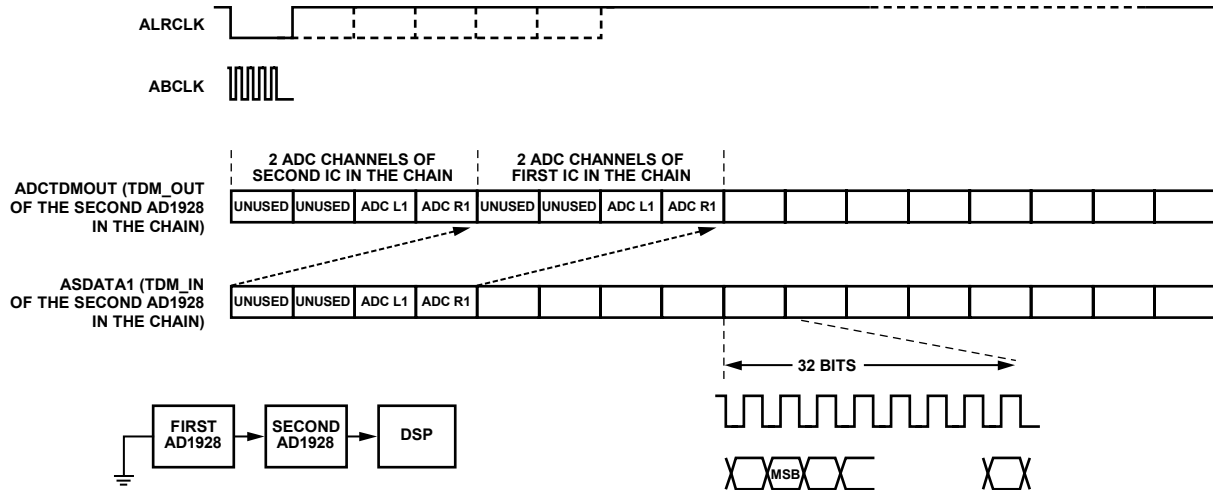 ALRCLK
ABCLK
2 ADC CHANNELS OF
SECOND IC IN THE CHAIN
2 ADC CHANNELS OF
FIRST IC IN THE CHAIN
ADCTDMOUT (TDM_OUT
OF THE SECOND AD1928
IN THE CHAIN)
UNUSED UNUSED ADC L1 ADC R1 UNUSED UNUSED ADC L1 ADC R1
ASDATA1 (TDM_IN
OF THE SECOND AD1928
IN THE CHAIN)
UNUSED UNUSED ADC L1 ADC R1
32 BITS
FIRST
AD1928
SECOND
AD1928
DSP
MSB